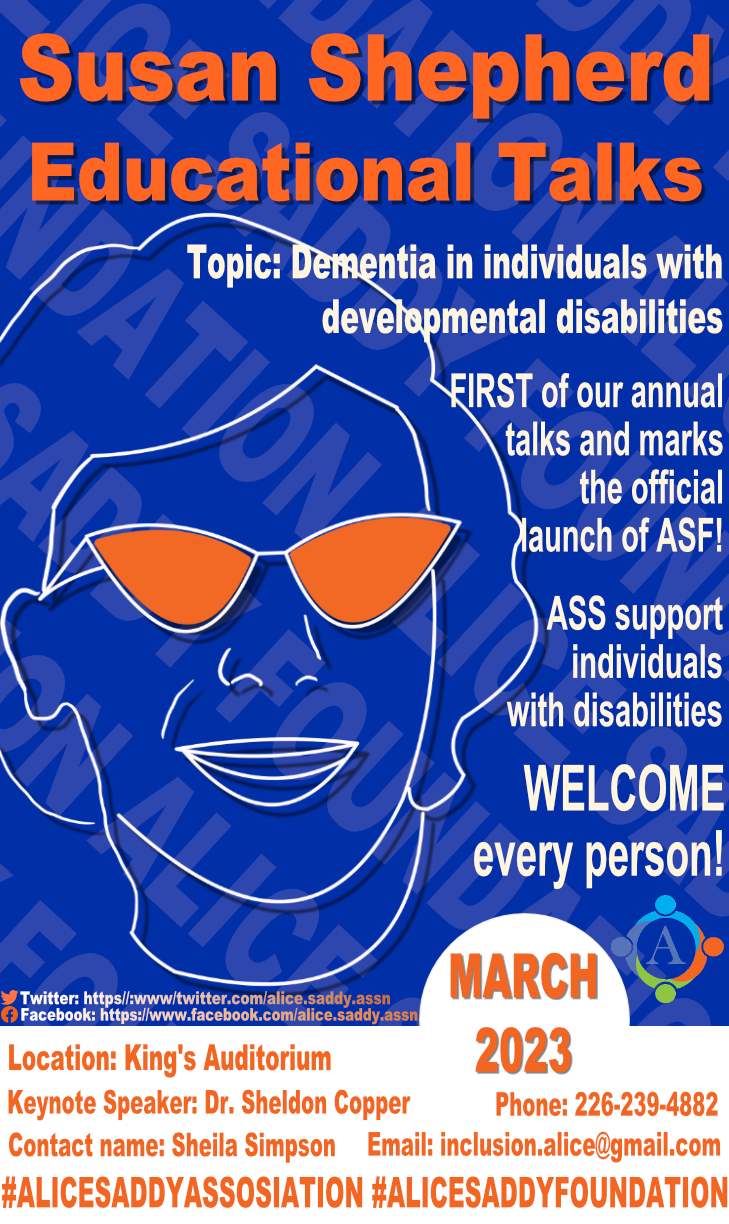 Susan Shepherd
Educational Talks
Topic: Dementia in individuals with
developmental disabilities
FIRST of our annual
talks and marks
the official
launch of ASF!
ASS support
individuals
with disabilities
WELCOME
every person!
A
MARCH
2023
Twitter: https//:www/twitter.com/alice.saddy.assn
Facebook: https://www.facebook.com/alice.saddy.assn
Location: King's Auditorium
Keynote Speaker: Dr. Sheldon Copper
Phone: 226-239-4882
Contact name: Sheila Simpson
Email: inclusion.alice@gmail.com
#ALICESADDYASSOSIATION #ALICESADDYFOUNDATION
ALICE SADDY FOUNDATION